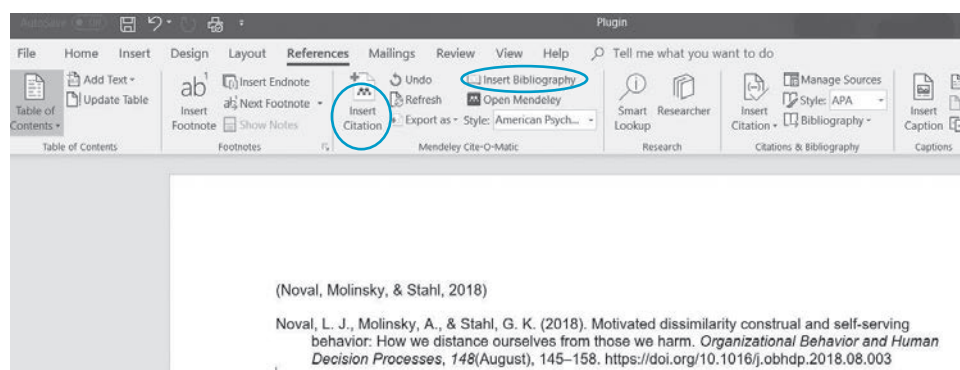 AutoSave Off Plugin
File Home Insert Design Layout References Mailings Review View Help Tell me what you want to do
Table of Contents
Add Text
Update Table
Table of Contents
ab1
Insert Footnote
Insert Endnote
Next Footnote
Show Notes
Footnotes
Insert Citation
Undo
Refresh
Export as
Insert Bibliography
Open Mendeley
Style: American Psych...
Mendeley Cite-O-Matic
Smart Lookup
Researcher
Research
Insert Citation
Manage Sources
Style: APA
Bibliography
Citations & Bibliography
Insert Caption
Captions
(Noval, Molinsky, & Stahl, 2018)
Noval, L. J., Molinsky, A., & Stahl, G. K. (2018). Motivated dissimilarity construal and self-serving
behavior: How we distance ourselves from those we harm. Organizational Behavior and Human
Decision Processes, 148(August), 145–158. https://doi.org/10.1016/j.obhdp.2018.08.003